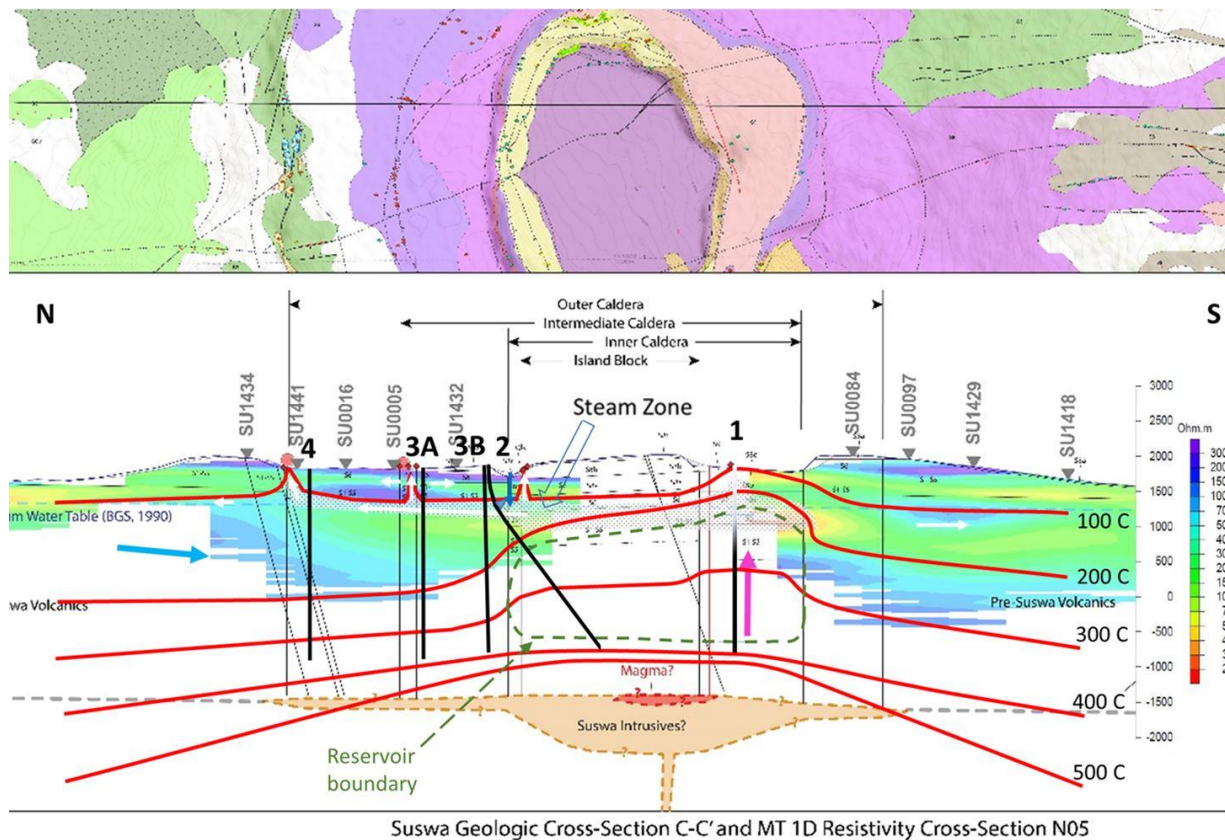 N
S
Outer Caldera
Intermediate Caldera
Inner Caldera
Island Block
Steam Zone
SU1434
SU1441
SU0016
SU0005
SU1432
SU0084
SU0097
SU1429
SU1418
4
3A
3B
2
1
3000
2500
2000
1500
1000
500
0
-500
-1000
-1500
-2000
Ohm.m
um Water Table (BGS, 1990)
wa Volcanics
Pre-Suswa Volcanics
100 C
200 C
300 C
400 C
500 C
Magma?
Suswa Intrusives?
Reservoir
boundary
Suswa Geologic Cross-Section C-C' and MT 1D Resistivity Cross-Section N05